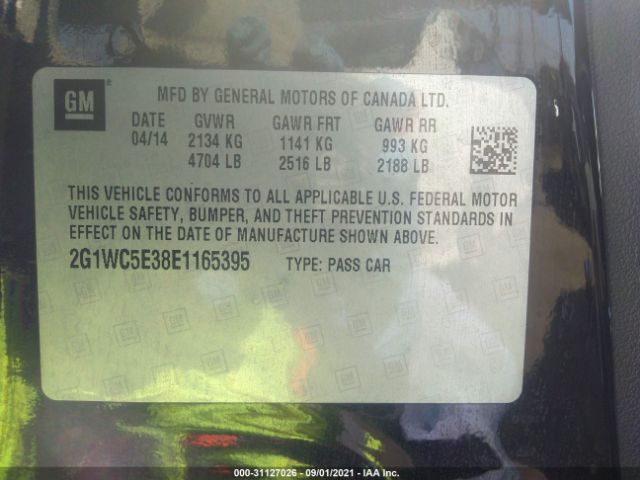 GM ®
MFD BY GENERAL MOTORS OF CANADA LTD.
DATE GVWR GAWR FRT GAWR RR
04/14 2134 KG 1141 KG 993 KG
4704 LB 2516 LB 2188 LB
THIS VEHICLE CONFORMS TO ALL APPLICABLE U.S. FEDERAL MOTOR
VEHICLE SAFETY, BUMPER, AND THEFT PREVENTION STANDARDS IN
EFFECT ON THE DATE OF MANUFACTURE SHOWN ABOVE.
2G1WC5E38E1165395 TYPE: PASS CAR
000-31127026 - 09/01/2021 - IAA Inc.